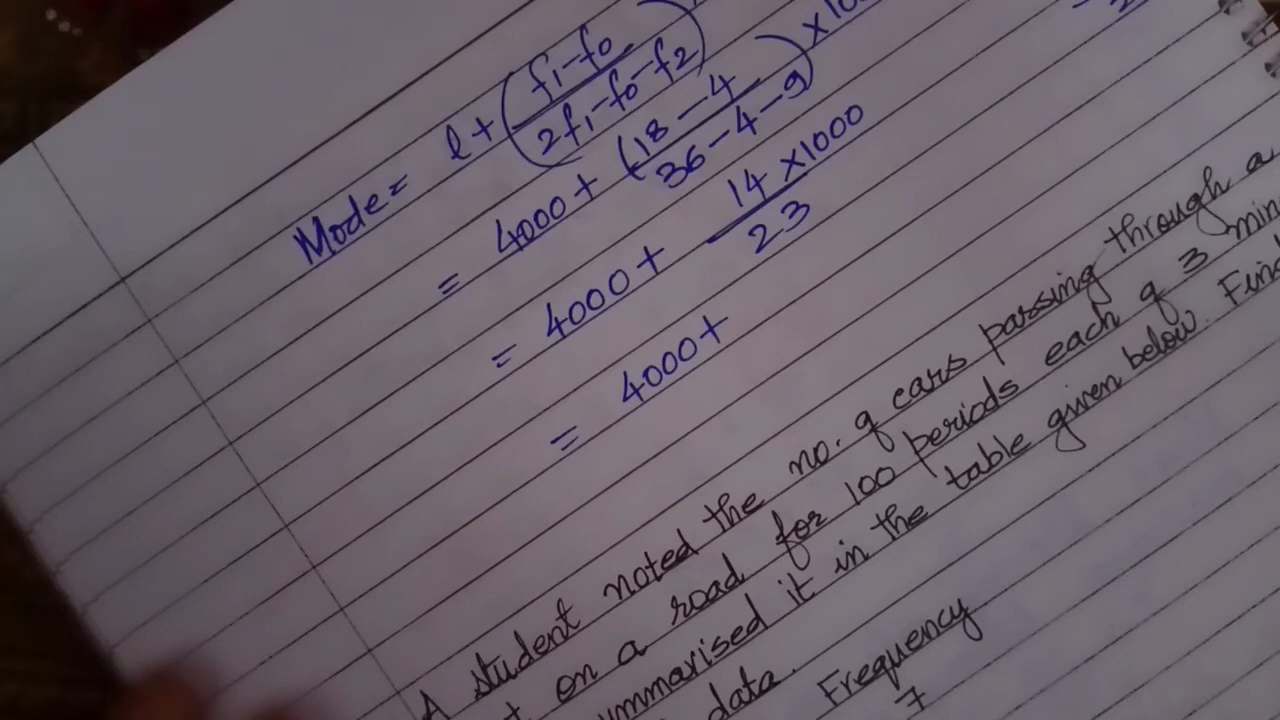 Mode = l + (f1-f0 / 2f1-f0-f2)
= 4000 + (18-4 / 36-4-9) × 10
= 4000 + 14 × 1000 / 23
= 4000 +
A student noted the no. of cars passing through a
on a road for 100 periods each of 3 min
summarised it in the table given below. Find
data.
Frequency
7